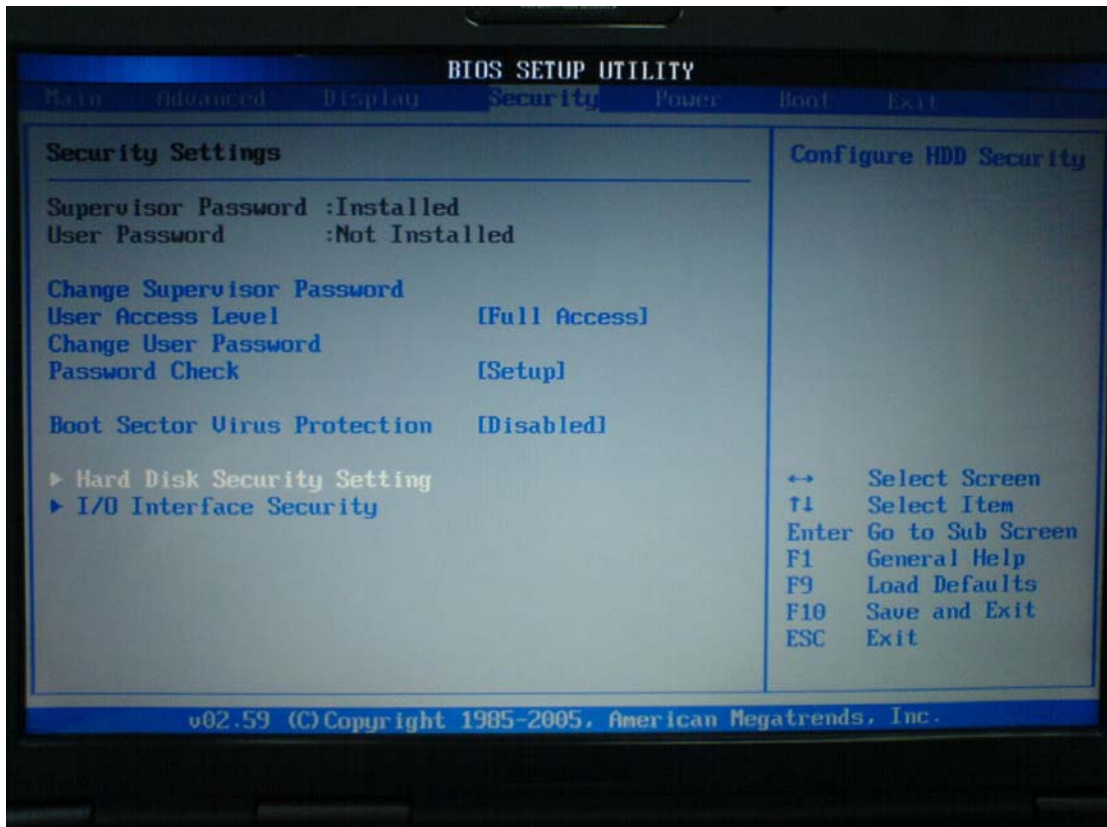 BIOS SETUP UTILITY
Main Advanced Display Security Power Boot Exit
Security Settings
Supervisor Password :Installed
User Password :Not Installed
Change Supervisor Password
User Access Level [Full Access]
Change User Password
Password Check [Setup]
Boot Sector Virus Protection [Disabled]
▶ Hard Disk Security Setting
▶ I/O Interface Security
Configure HDD Security
↔ Select Screen
↑↓ Select Item
Enter Go to Sub Screen
F1 General Help
F9 Load Defaults
F10 Save and Exit
ESC Exit
v02.59 (C)Copyright 1985-2005, American Megatrends, Inc.